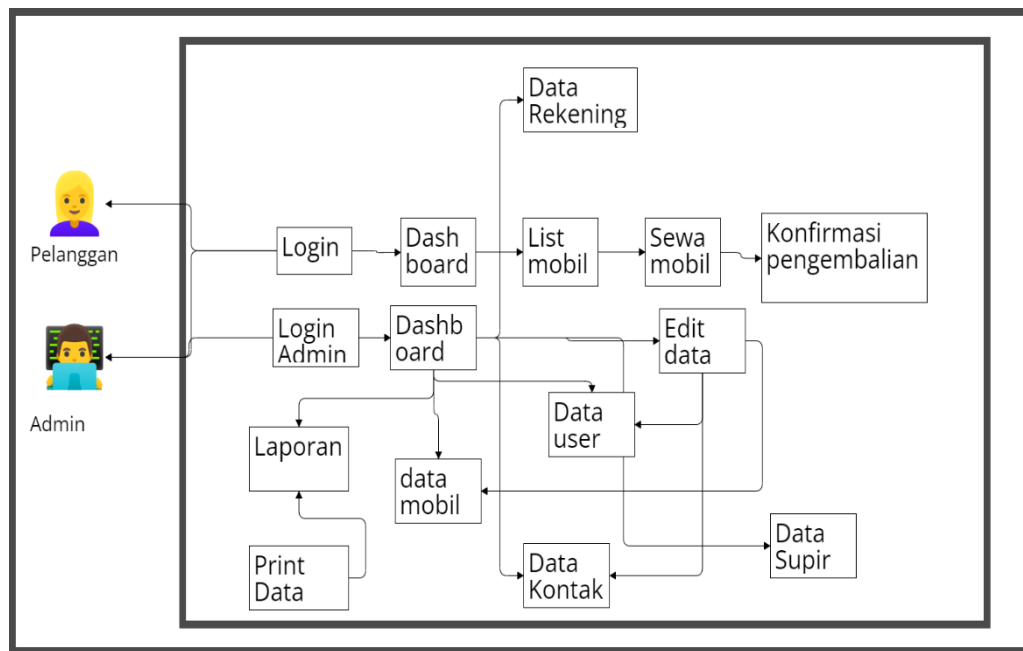 Data
Rekening
Pelanggan
Login
Dash
board
List
mobil
Sewa
mobil
Konfirmasi
pengembalian
Admin
Login
Admin
Dashb
oard
Edit
data
Laporan
data
mobil
Data
user
Print
Data
Data
Kontak
Data
Supir